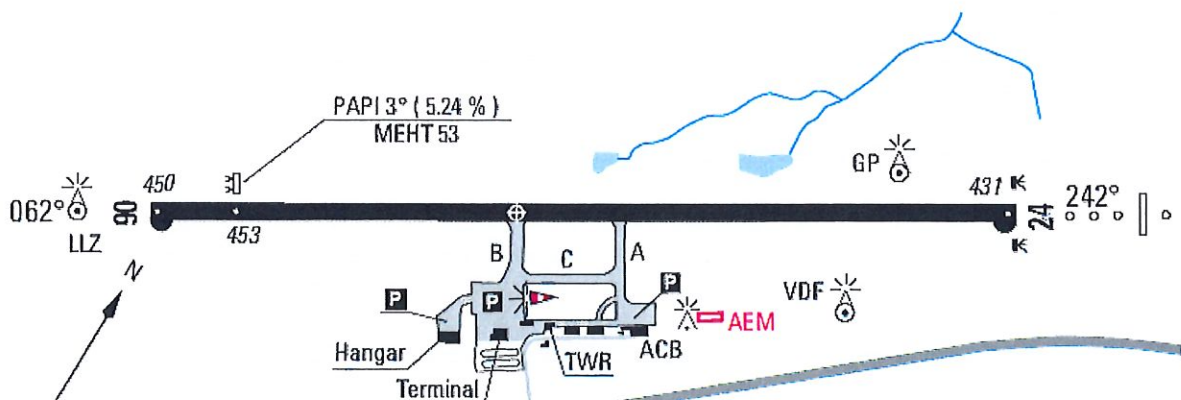 PAPI 3° ( 5.24 % )
MEHT 53
GP
450
431
062°
06
24
242°
LLZ
453
B
C
A
N
P
P
P
VDF
AEM
Hangar
TWR
ACB
Terminal